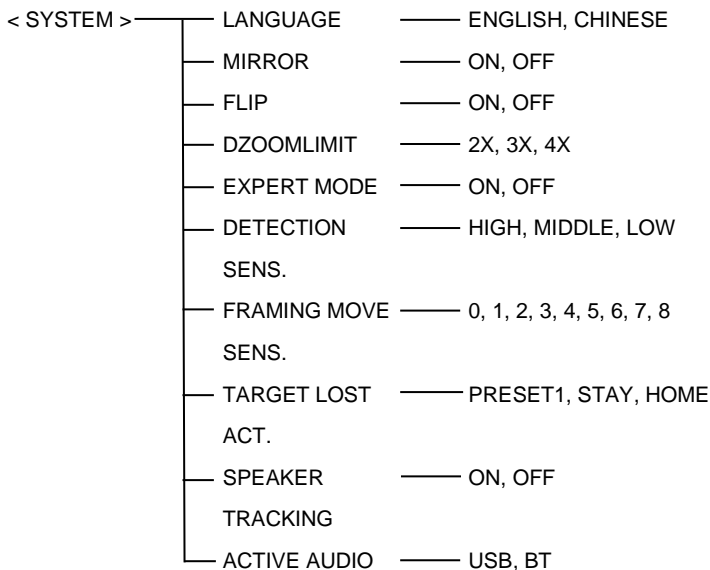 < SYSTEM > LANGUAGE ENGLISH, CHINESE
MIRROR ON, OFF
FLIP ON, OFF
DZOOMLIMIT 2X, 3X, 4X
EXPERT MODE ON, OFF
DETECTION HIGH, MIDDLE, LOW
SENS.
FRAMING MOVE 0, 1, 2, 3, 4, 5, 6, 7, 8
SENS.
TARGET LOST PRESET1, STAY, HOME
ACT.
SPEAKER ON, OFF
TRACKING
ACTIVE AUDIO USB, BT